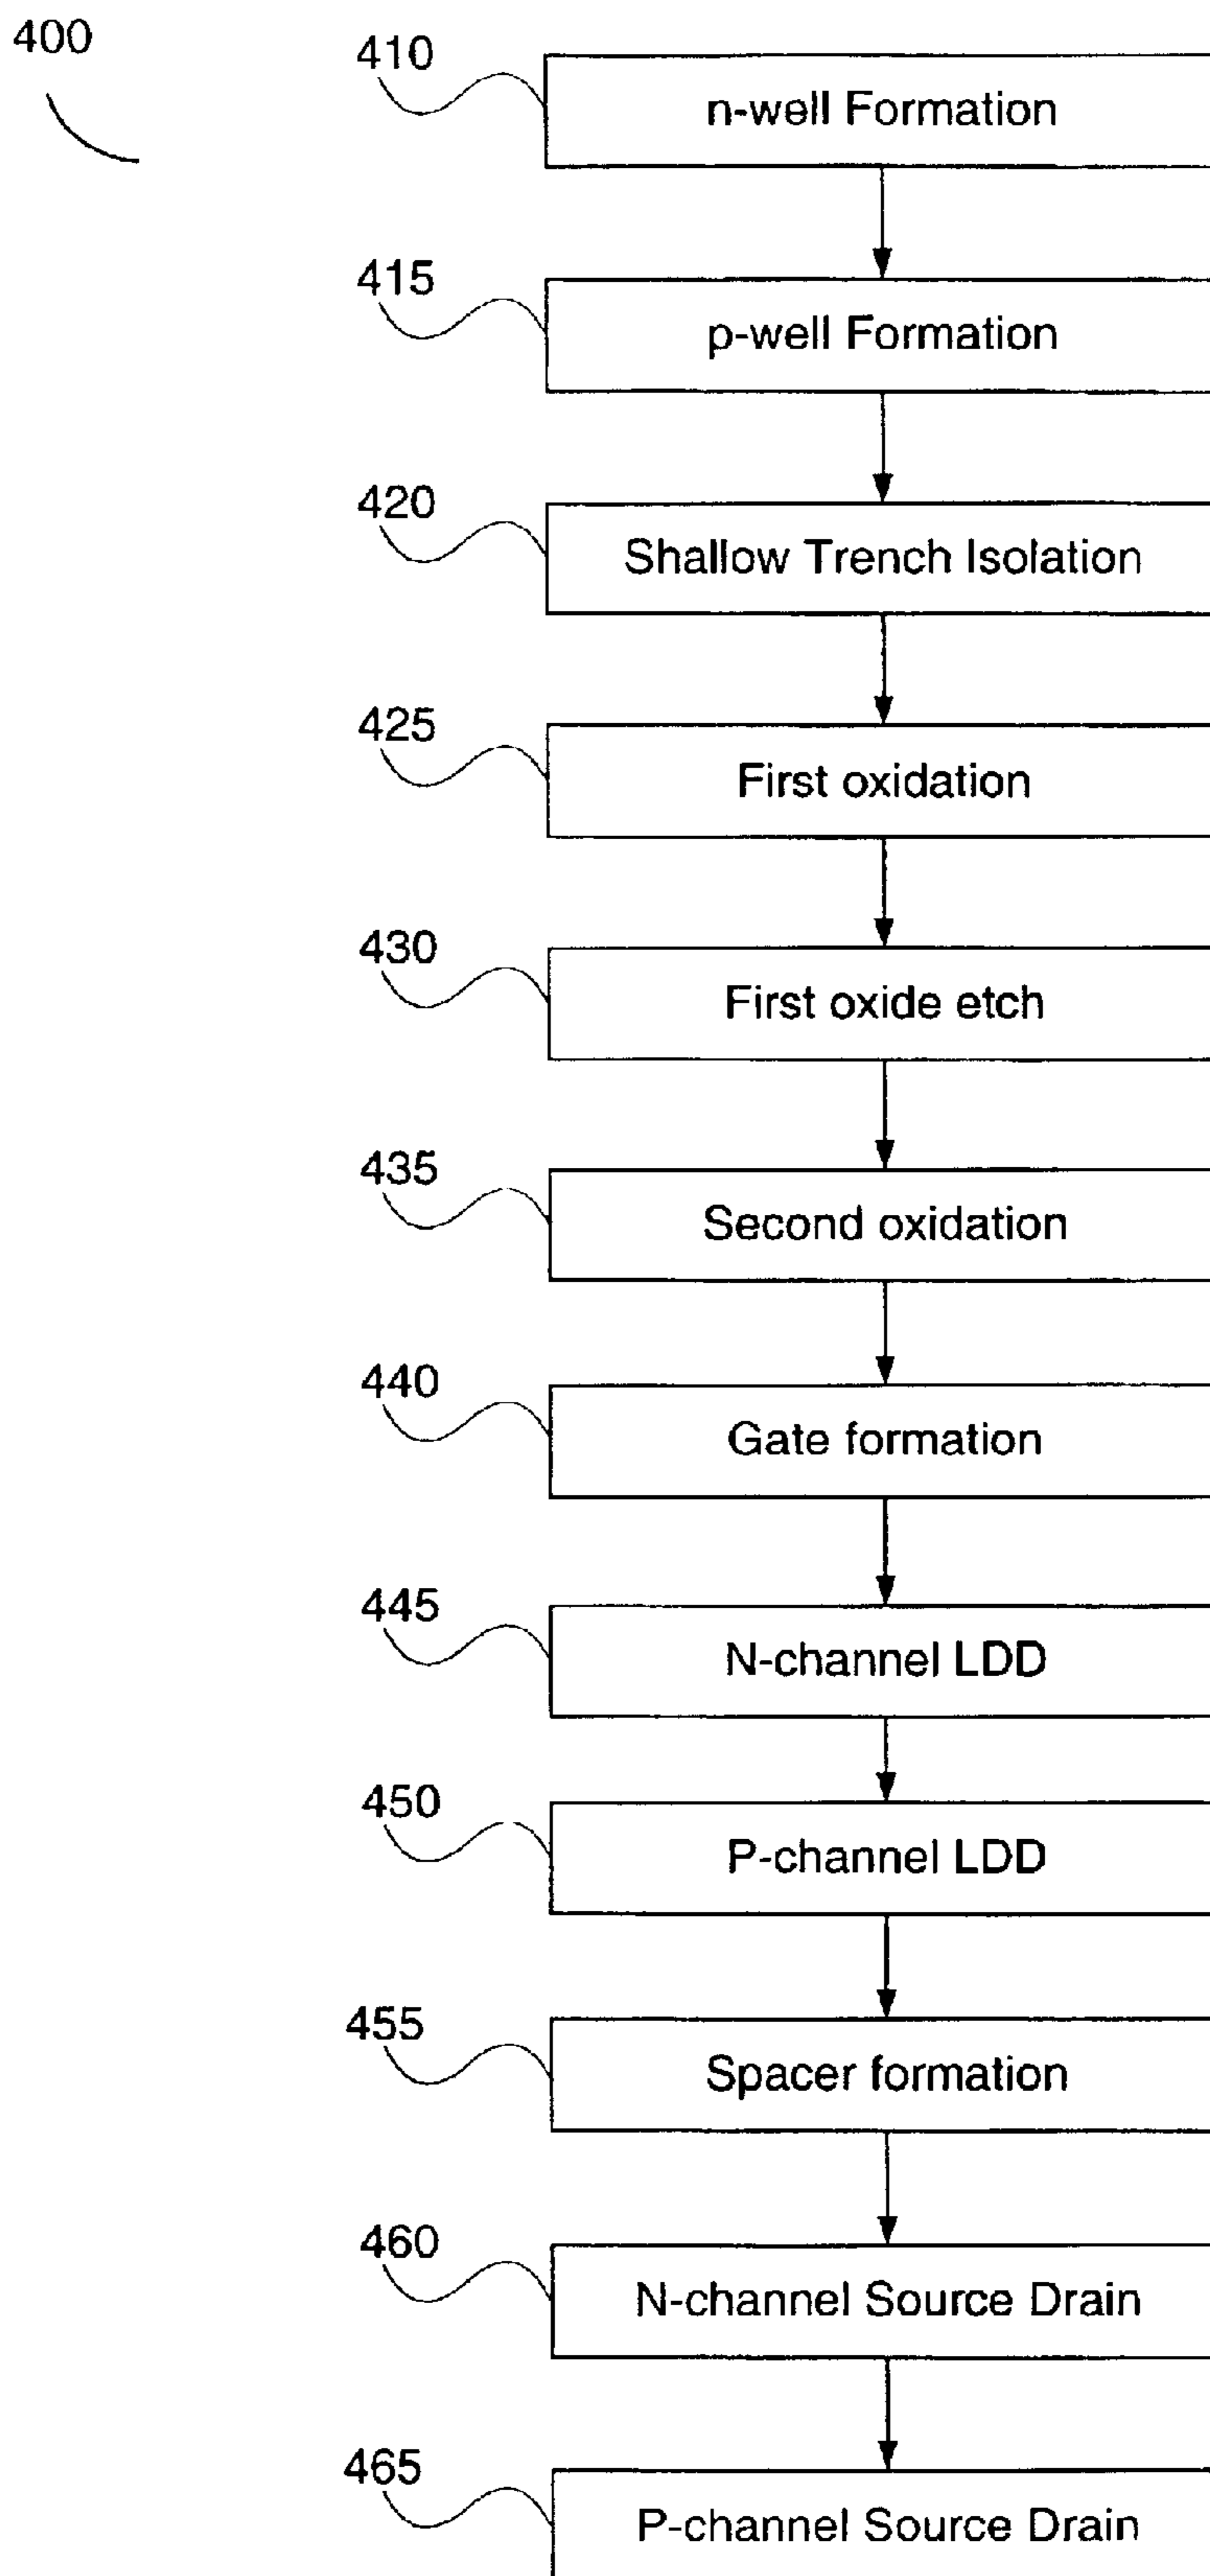 400
410
n-well Formation
415
p-well Formation
420
Shallow Trench Isolation
425
First oxidation
430
First oxide etch
435
Second oxidation
440
Gate formation
445
N-channel LDD
450
P-channel LDD
455
Spacer formation
460
N-channel Source Drain
465
P-channel Source Drain